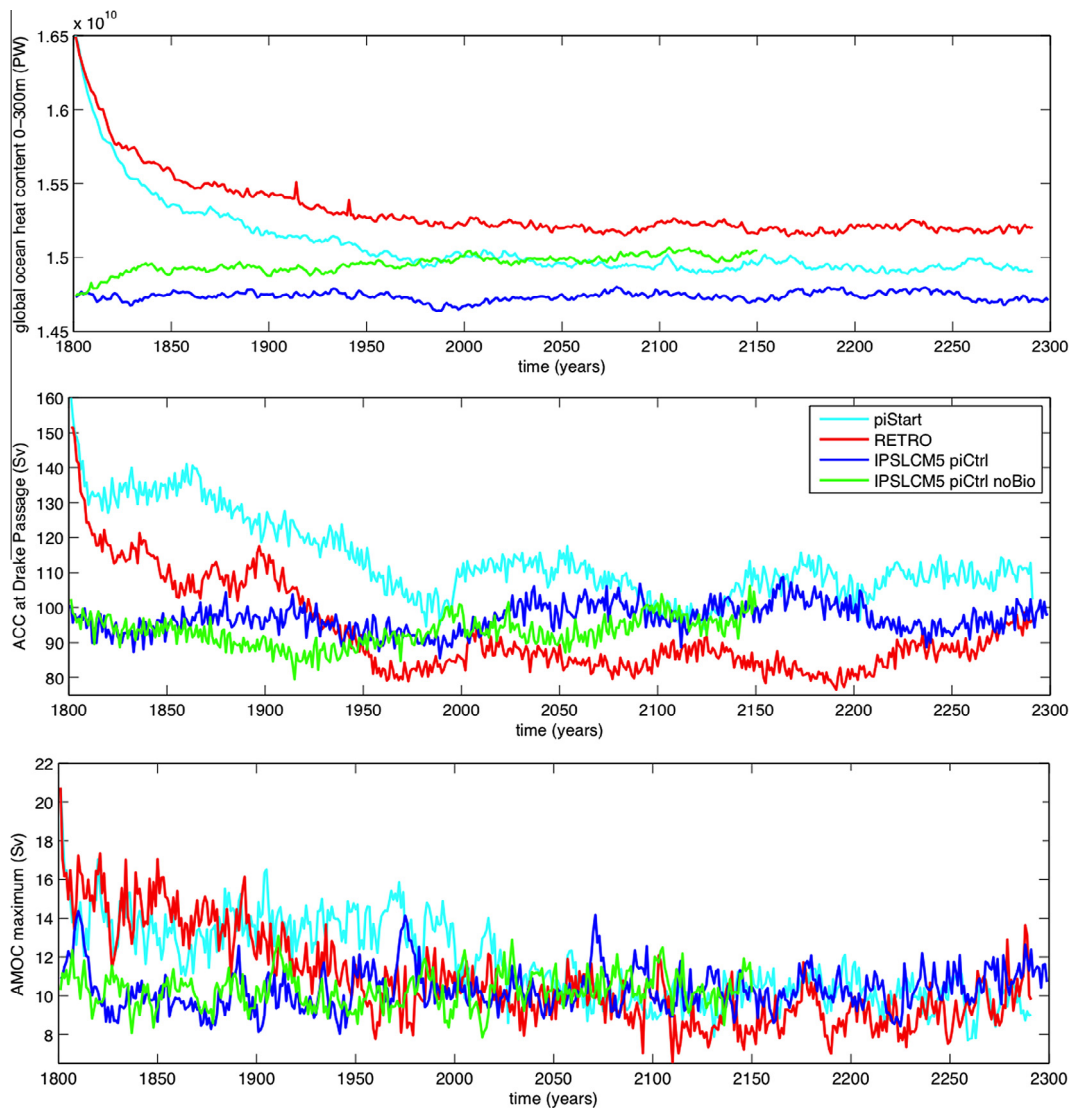 x 10^10
global ocean heat content 0-300m (PW)
1.65
1.6
1.55
1.5
1.45
1800 1850 1900 1950 2000 2050 2100 2150 2200 2250 2300
time (years)
ACC at Drake Passage (Sv)
160
150
140
130
120
110
100
90
80
piStart
RETRO
IPSLCM5 piCtrl
IPSLCM5 piCtrl noBio
1800 1850 1900 1950 2000 2050 2100 2150 2200 2250 2300
time (years)
AMOC maximum (Sv)
22
20
18
16
14
12
10
8
1800 1850 1900 1950 2000 2050 2100 2150 2200 2250 2300
time (years)